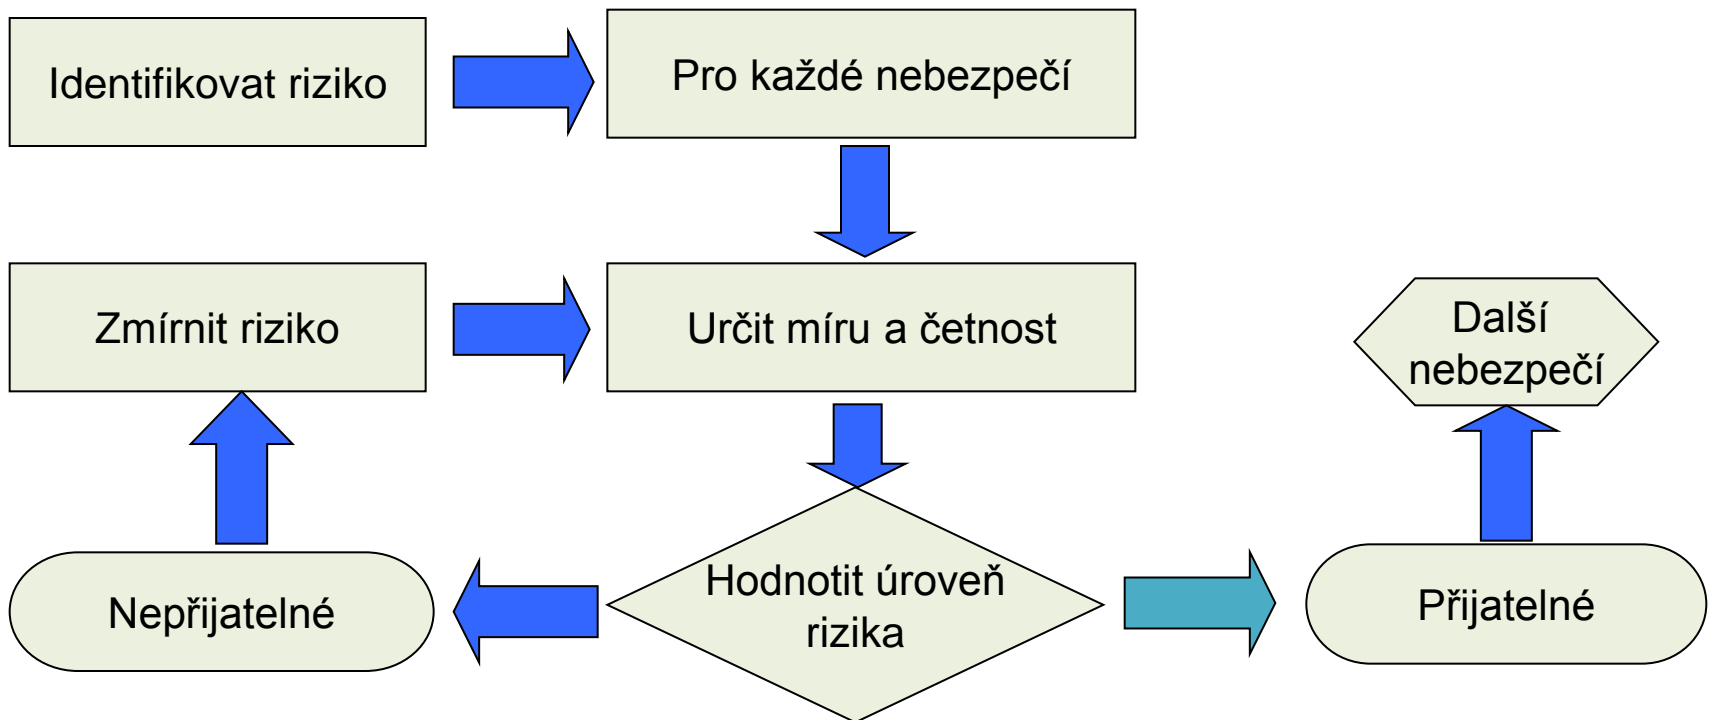 Identifikovat riziko
Pro každé nebezpečí
Zmírnit riziko
Určit míru a četnost
Další
nebezpečí
Nepřijatelné
Hodnotit úroveň
rizika
Přijatelné